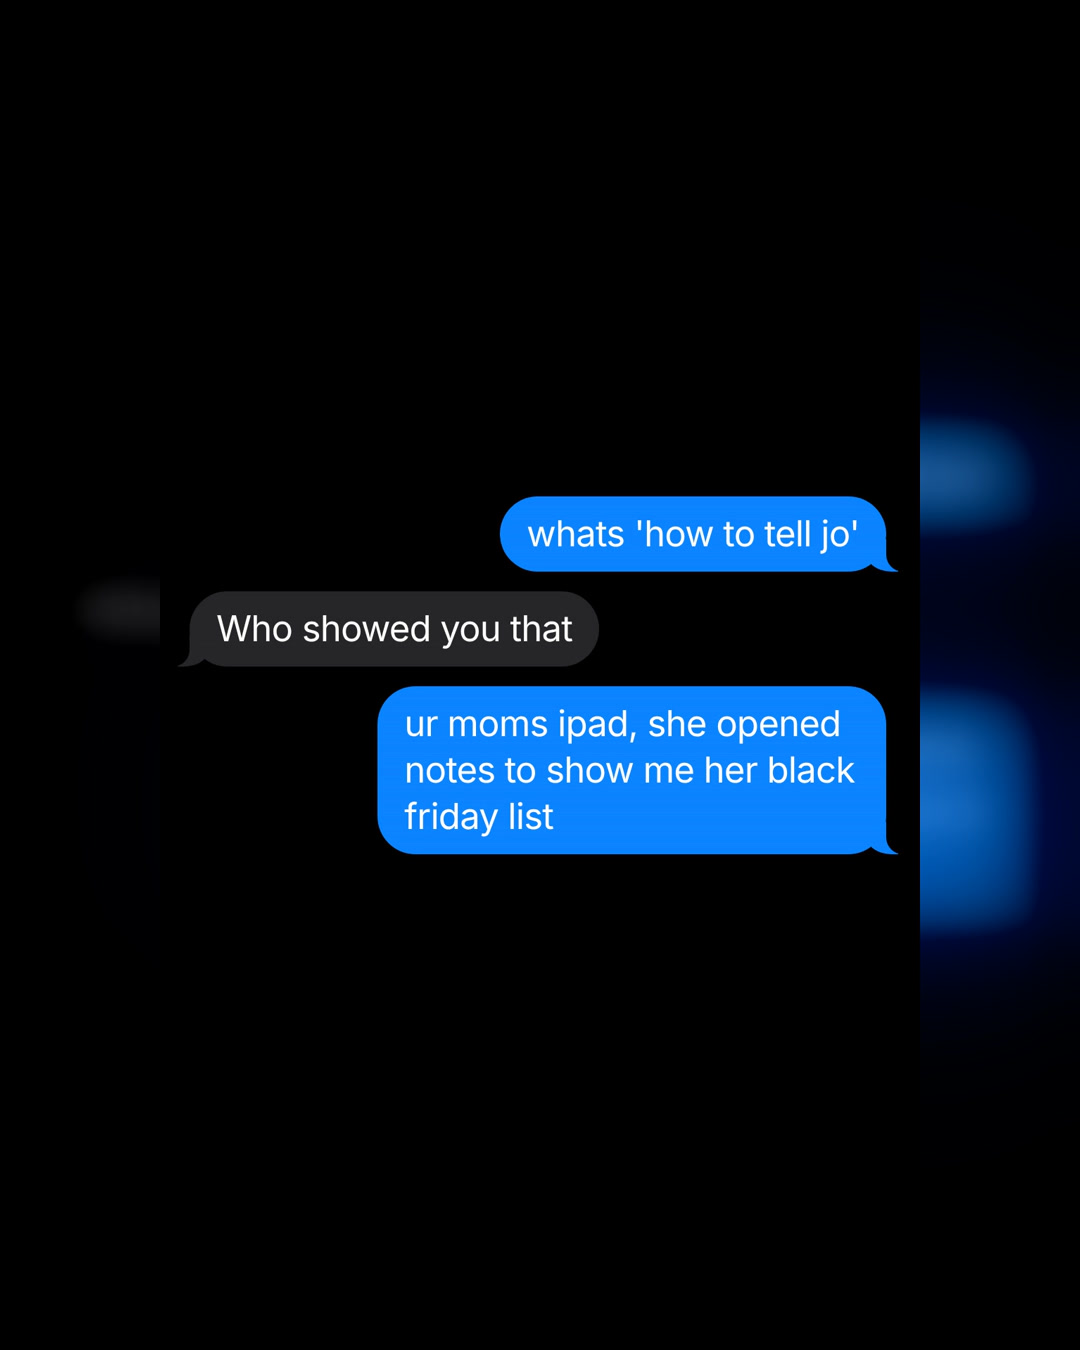 whats 'how to tell jo'
Who showed you that
ur moms ipad, she opened
notes to show me her black
friday list